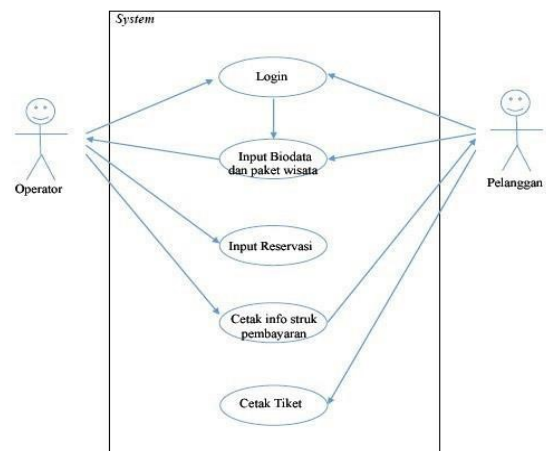 System
Login
Input Biodata
dan paket wisata
Operator
Pelanggan
Input Reservasi
Cetak info struk
pembayaran
Cetak Tiket